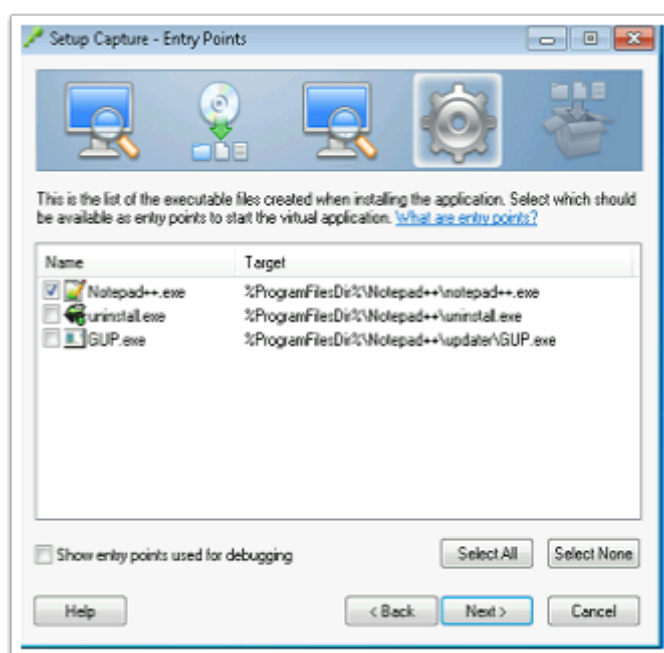 Setup Capture - Entry Points
This is the list of the executable files created when installing the application. Select which should
be available as entry points to start the virtual application. What are entry points?
Name Target
Notepad++.exe %ProgramFilesDir%\Notepad++\notepad++.exe
uninstall.exe %ProgramFilesDir%\Notepad++\uninstall.exe
GUP.exe %ProgramFilesDir%\Notepad++\updater\GUP.exe
Show entry points used for debugging Select All Select None
Help < Back Next > Cancel